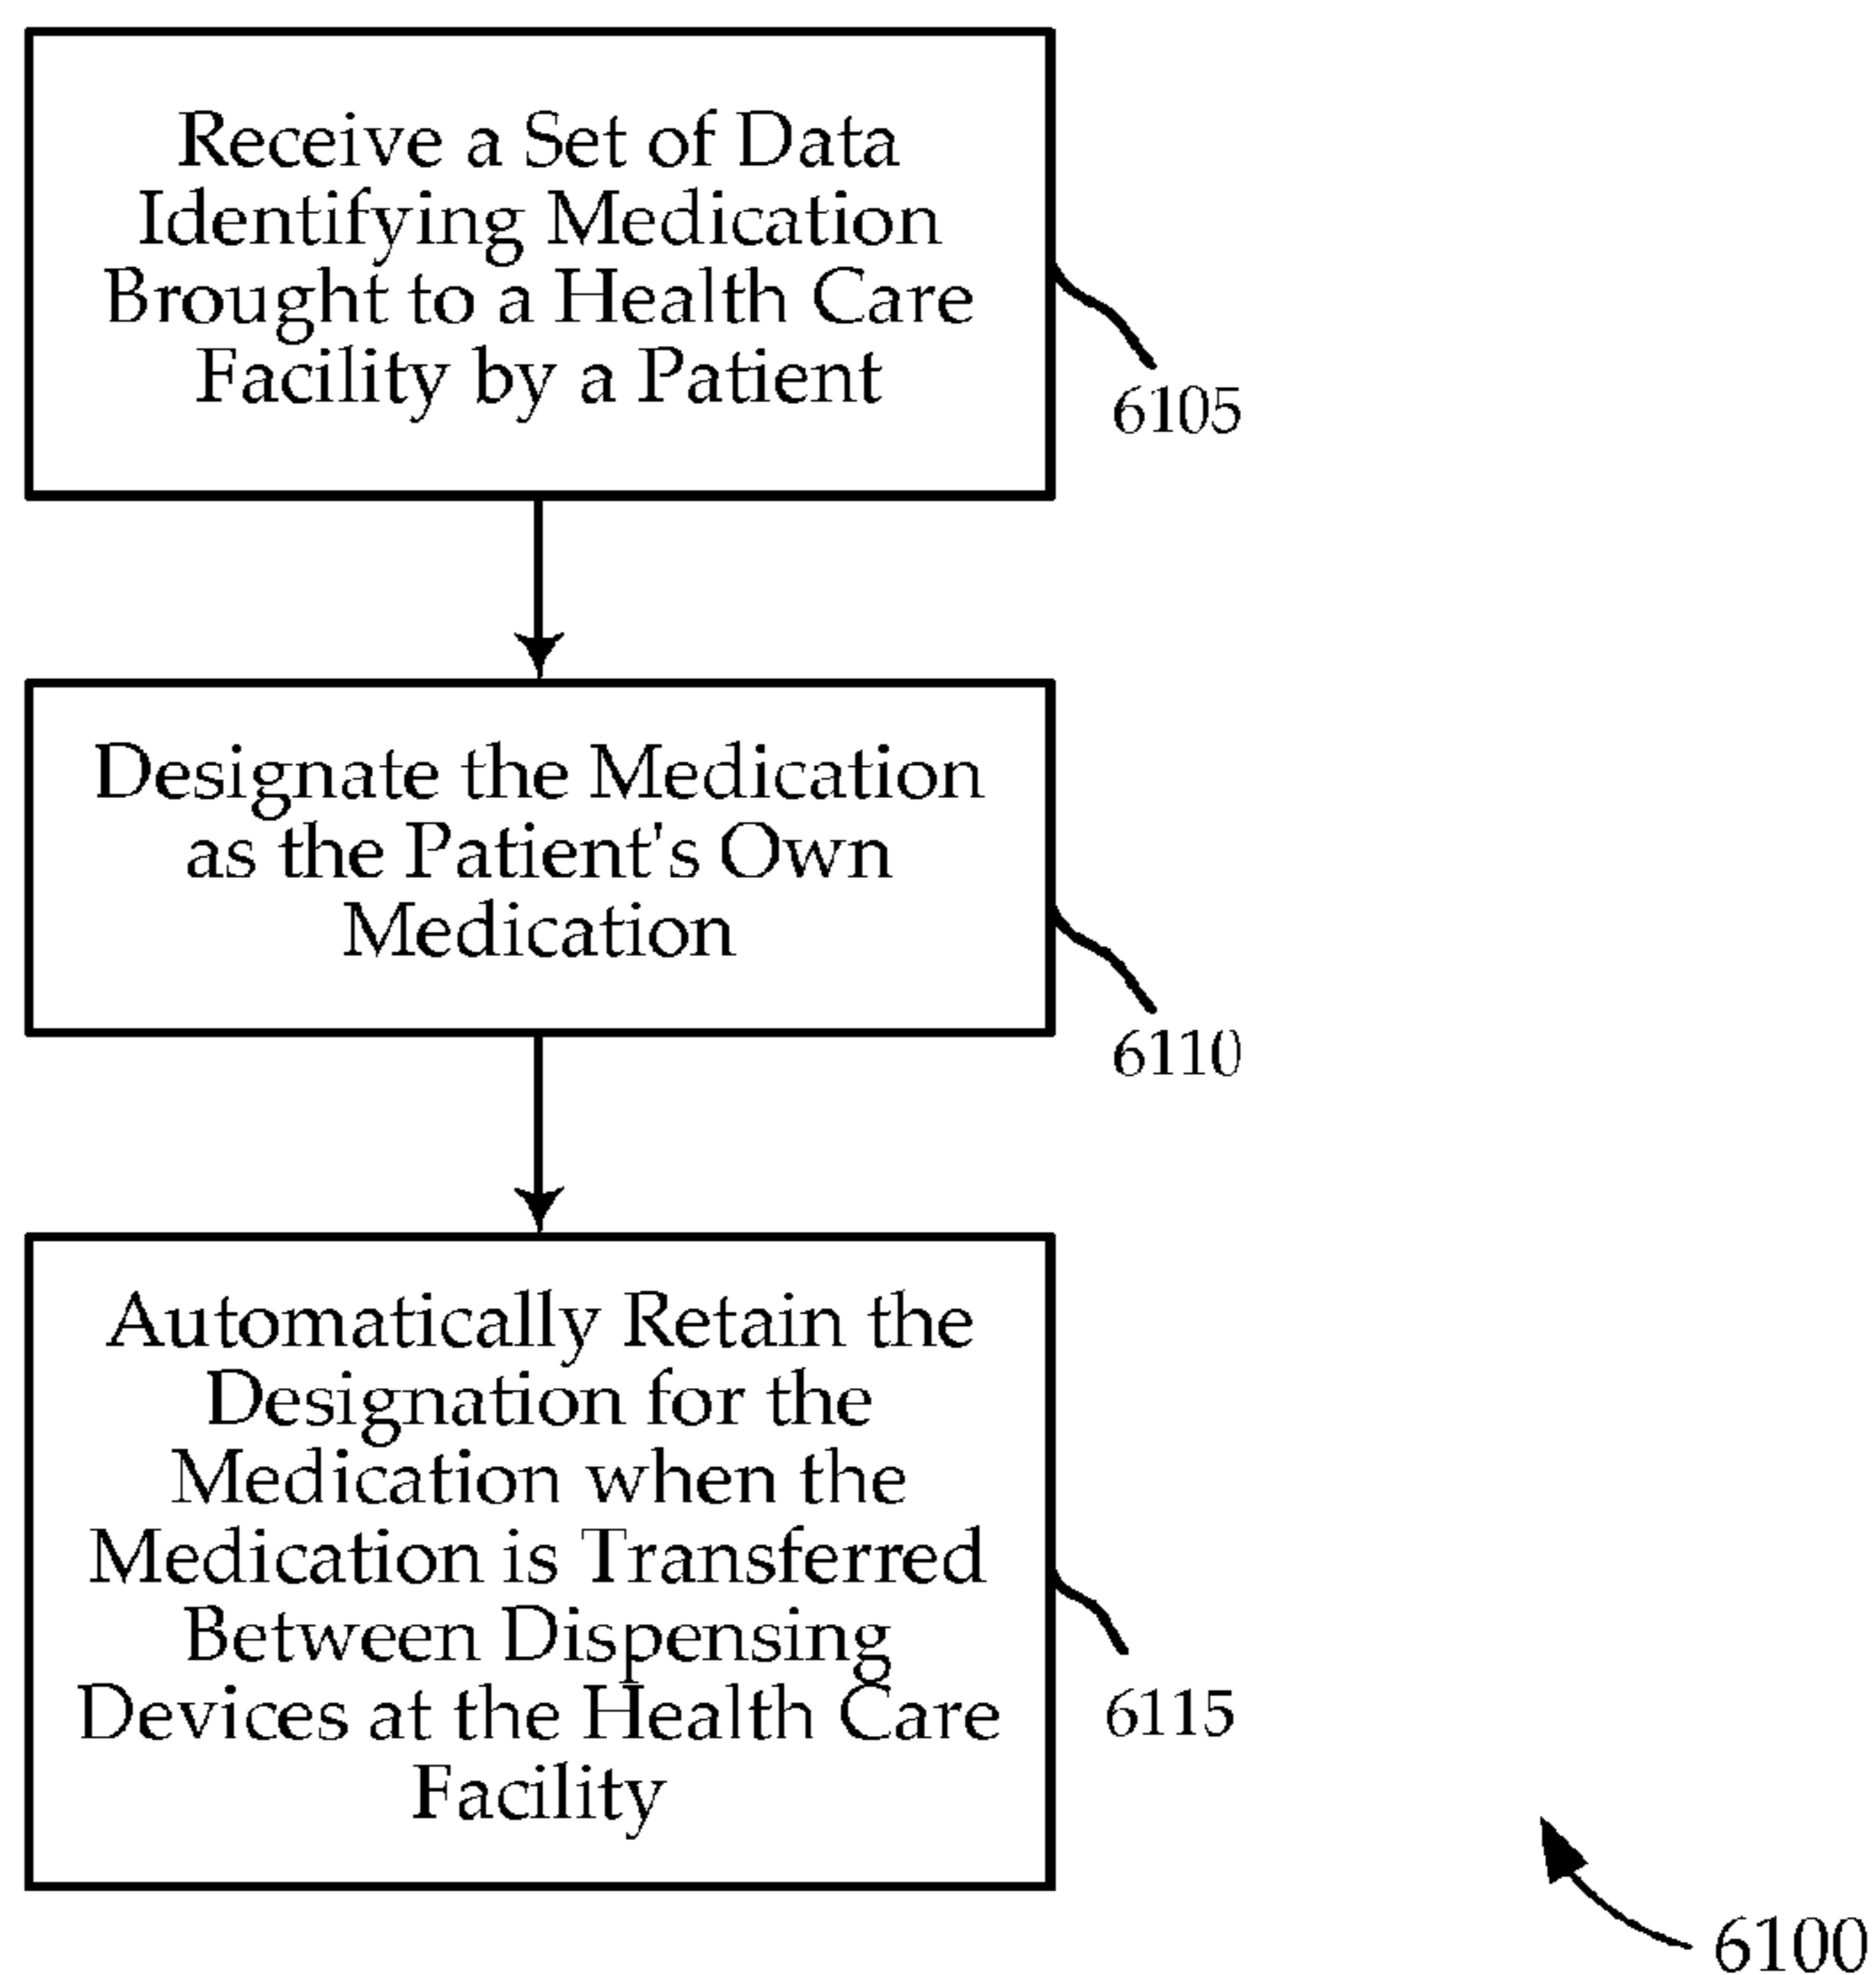 Receive a Set of Data
Identifying Medication
Brought to a Health Care
Facility by a Patient
6105
Designate the Medication
as the Patient's Own
Medication
6110
Automatically Retain the
Designation for the
Medication when the
Medication is Transferred
Between Dispensing
Devices at the Health Care
Facility
6115
6100